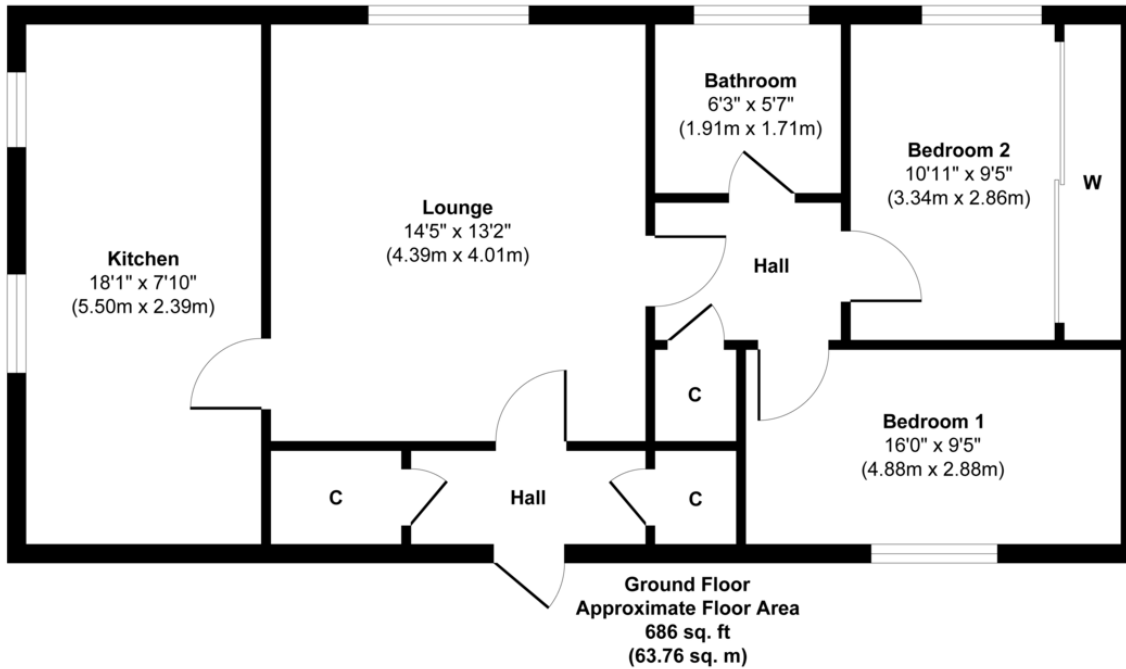 Kitchen
18'1" x 7'10"
(5.50m x 2.39m)
Lounge
14'5" x 13'2"
(4.39m x 4.01m)
Bathroom
6'3" x 5'7"
(1.91m x 1.71m)
Bedroom 2
10'11" x 9'5"
(3.34m x 2.86m)
W
Hall
C
Bedroom 1
16'0" x 9'5"
(4.88m x 2.88m)
C
Hall
C
Ground Floor
Approximate Floor Area
686 sq. ft
(63.76 sq. m)